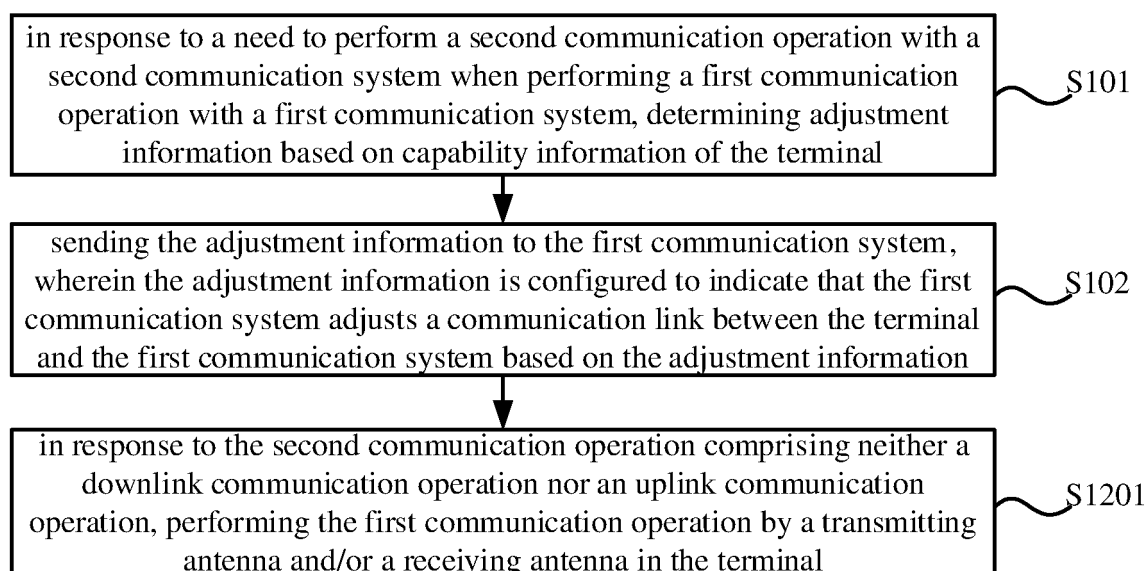 in response to a need to perform a second communication operation with a
second communication system when performing a first communication
operation with a first communication system, determining adjustment
information based on capability information of the terminal
S101
sending the adjustment information to the first communication system,
wherein the adjustment information is configured to indicate that the first
communication system adjusts a communication link between the terminal
and the first communication system based on the adjustment information
S102
in response to the second communication operation comprising neither a
downlink communication operation nor an uplink communication
operation, performing the first communication operation by a transmitting
antenna and/or a receiving antenna in the terminal
S1201